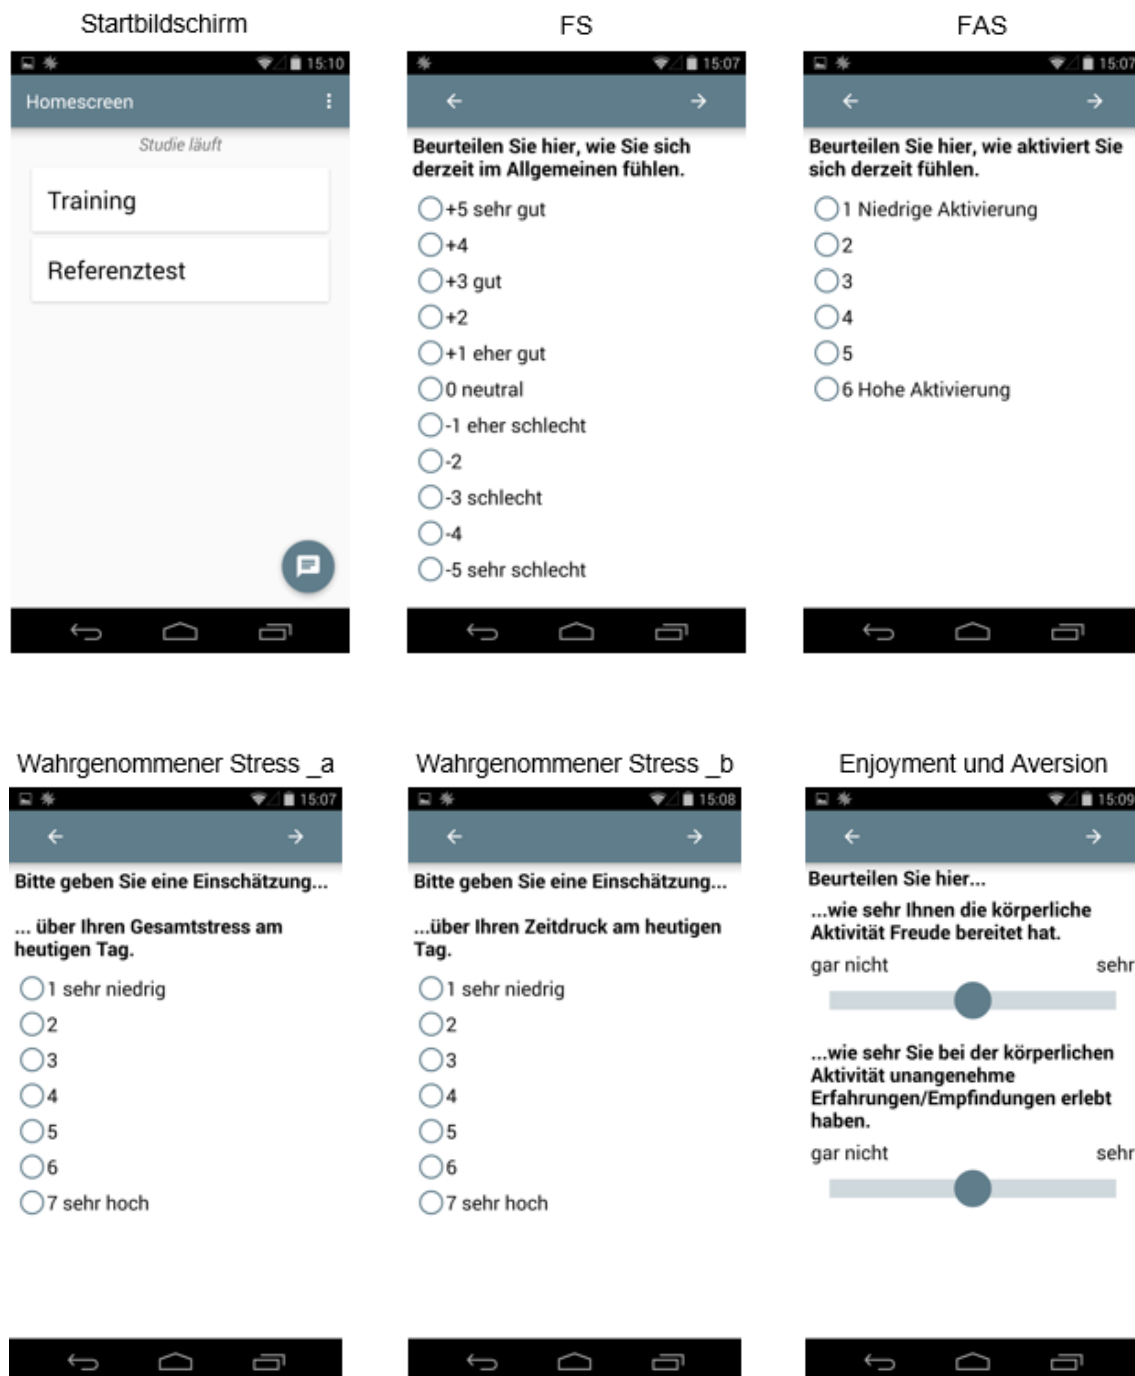 Startbildschirm
15:10
Homescreen
Studie läuft
Training
Referenztest
FS
15:07
Beurteilen Sie hier, wie Sie sich
derzeit im Allgemeinen fühlen.
+5 sehr gut
+4
+3 gut
+2
+1 eher gut
0 neutral
-1 eher schlecht
-2
-3 schlecht
-4
-5 sehr schlecht
FAS
15:07
Beurteilen Sie hier, wie aktiviert Sie
sich derzeit fühlen.
1 Niedrige Aktivierung
2
3
4
5
6 Hohe Aktivierung
Wahrgenommener Stress _a
15:07
Bitte geben Sie eine Einschätzung...
... über Ihren Gesamtstress am
heutigen Tag.
1 sehr niedrig
2
3
4
5
6
7 sehr hoch
Wahrgenommener Stress _b
15:08
Bitte geben Sie eine Einschätzung...
...über Ihren Zeitdruck am heutigen
Tag.
1 sehr niedrig
2
3
4
5
6
7 sehr hoch
Enjoyment und Aversion
15:09
Beurteilen Sie hier...
...wie sehr Ihnen die körperliche
Aktivität Freude bereitet hat.
gar nicht sehr
...wie sehr Sie bei der körperlichen
Aktivität unangenehme
Erfahrungen/Empfindungen erlebt
haben.
gar nicht sehr